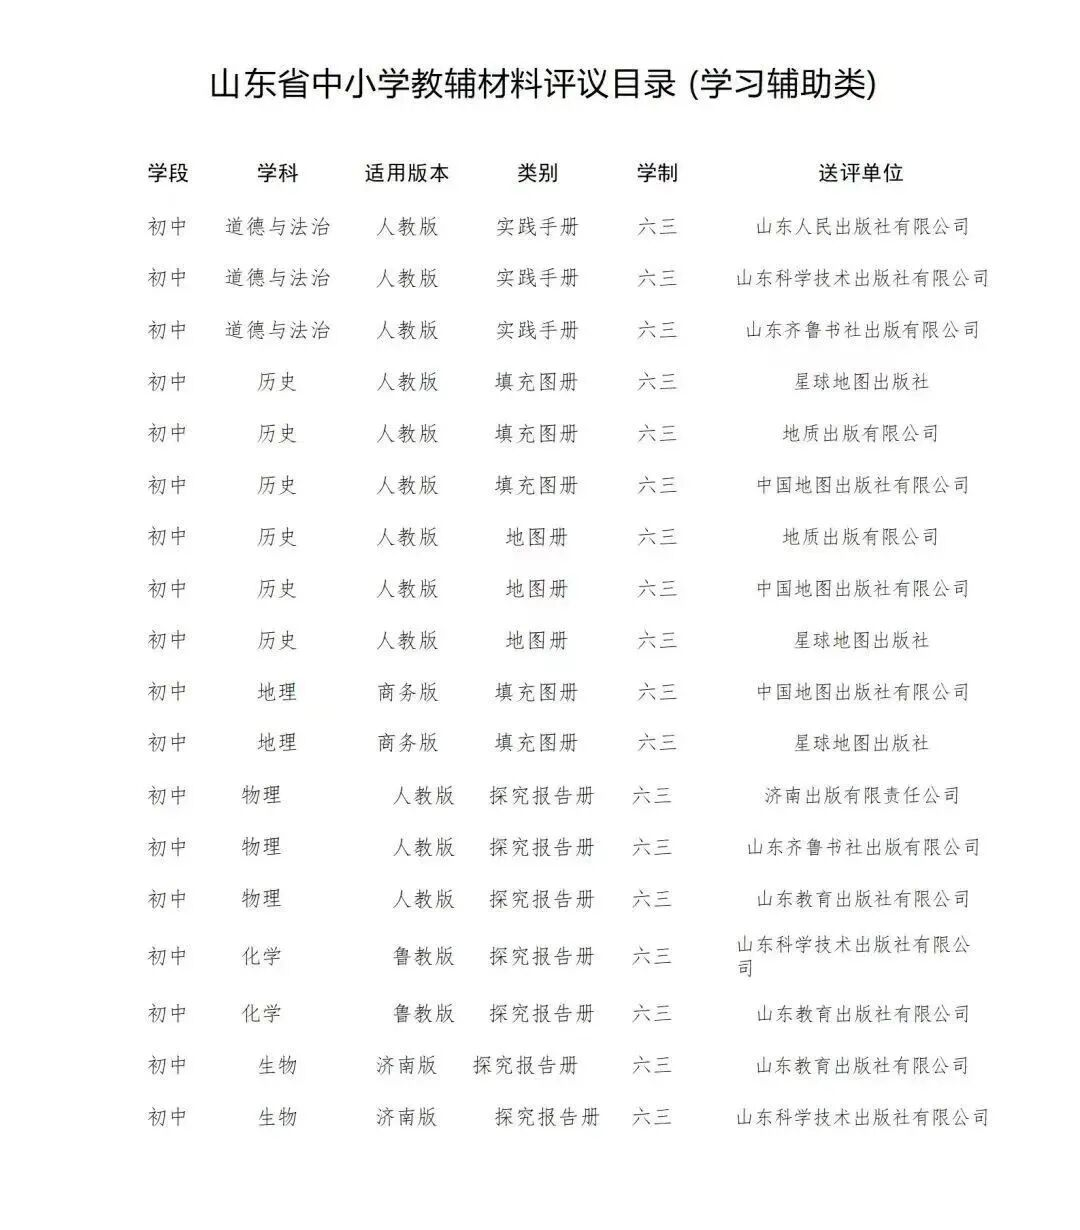 山东省中小学教辅材料评议目录 (学习辅助类)
学段 学科 适用版本 类别 学制 送评单位
初中 道德与法治 人教版 实践手册 六三 山东人民出版社有限公司
初中 道德与法治 人教版 实践手册 六三 山东科学技术出版社有限公司
初中 道德与法治 人教版 实践手册 六三 山东齐鲁书社出版有限公司
初中 历史 人教版 填充图册 六三 星球地图出版社
初中 历史 人教版 填充图册 六三 地质出版有限公司
初中 历史 人教版 填充图册 六三 中国地图出版社有限公司
初中 历史 人教版 地图册 六三 地质出版有限公司
初中 历史 人教版 地图册 六三 中国地图出版社有限公司
初中 历史 人教版 地图册 六三 星球地图出版社
初中 地理 商务版 填充图册 六三 中国地图出版社有限公司
初中 地理 商务版 填充图册 六三 星球地图出版社
初中 物理 人教版 探究报告册 六三 济南出版有限责任公司
初中 物理 人教版 探究报告册 六三 山东齐鲁书社出版有限公司
初中 物理 人教版 探究报告册 六三 山东教育出版社有限公司
初中 化学 鲁教版 探究报告册 六三 山东科学技术出版社有限公
司
初中 化学 鲁教版 探究报告册 六三 山东教育出版社有限公司
初中 生物 济南版 探究报告册 六三 山东教育出版社有限公司
初中 生物 济南版 探究报告册 六三 山东科学技术出版社有限公司